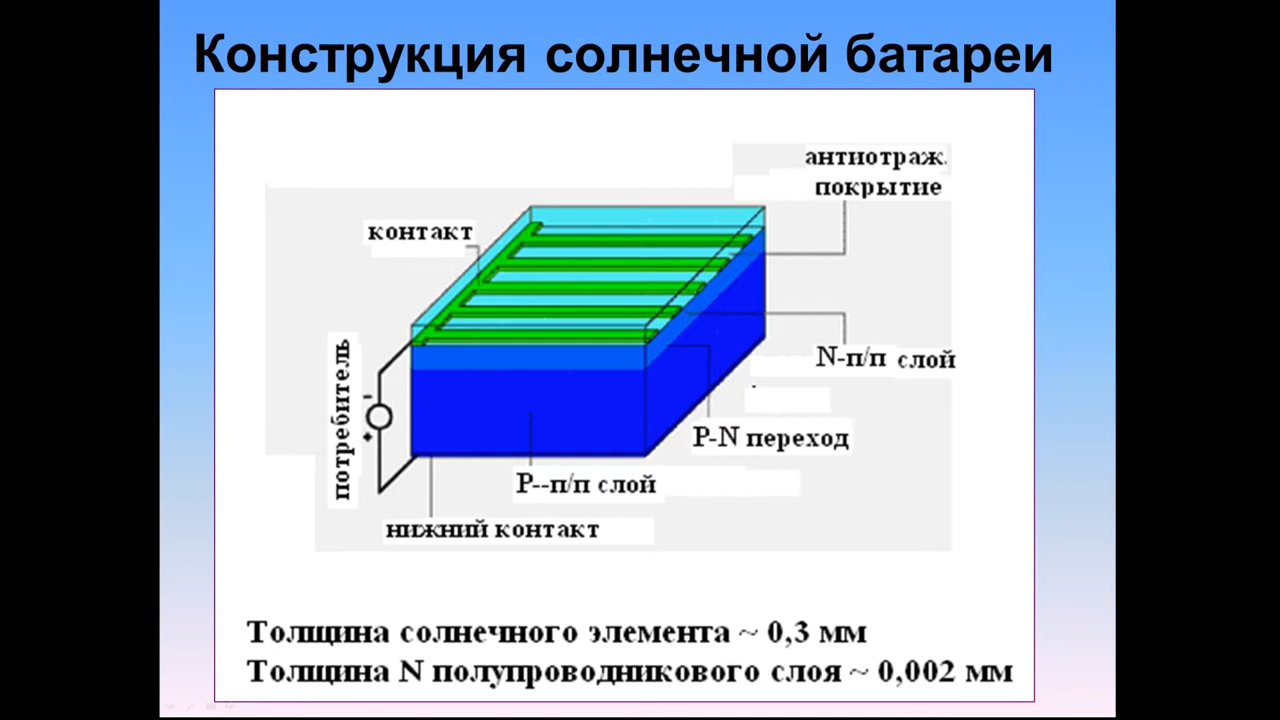 Конструкция солнечной батареи
антиотраж.
покрытие
контакт
потребитель
-
+
N-п/п слой
P-N переход
P--п/п слой
нижний контакт
Толщина солнечного элемента ~ 0,3 мм
Толщина N полупроводникового слоя ~ 0,002 мм